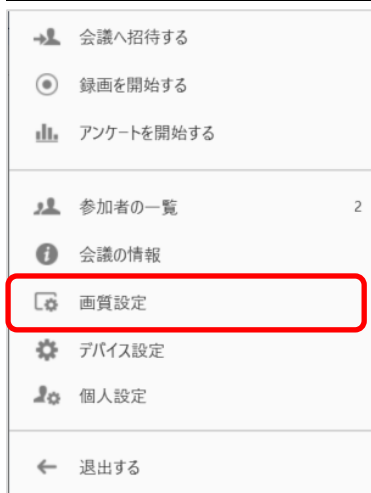 会議へ招待する
録画を開始する
アンケートを開始する
参加者の一覧 2
会議の情報
画質設定
デバイス設定
個人設定
退出する